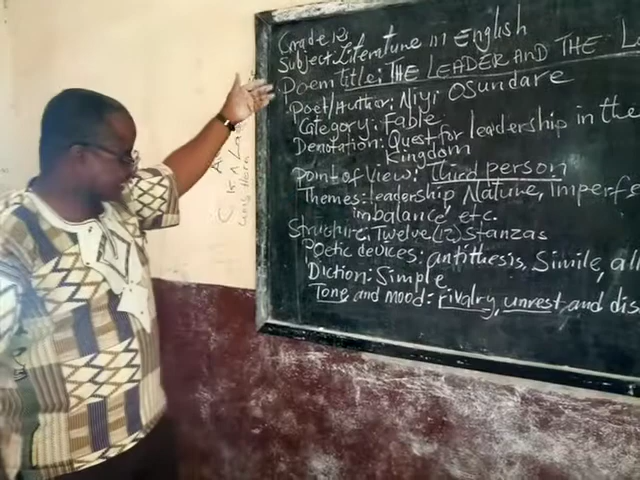 Grade 12
Subject: Literature in English
Poem Title: THE LEADER AND THE
Poet/Author: Niyi Osundare
Category: Fable
Denotation: Quest for leadership in the
Kingdom
Point of View: Third person
Themes: leadership, Nature, Imperfe
imbalance, etc.
Structure: Twelve (12) Stanzas
Poetic devices: antithesis, Simile, all
Diction: Simple
Tone and mood: rivalry, unrest and dis